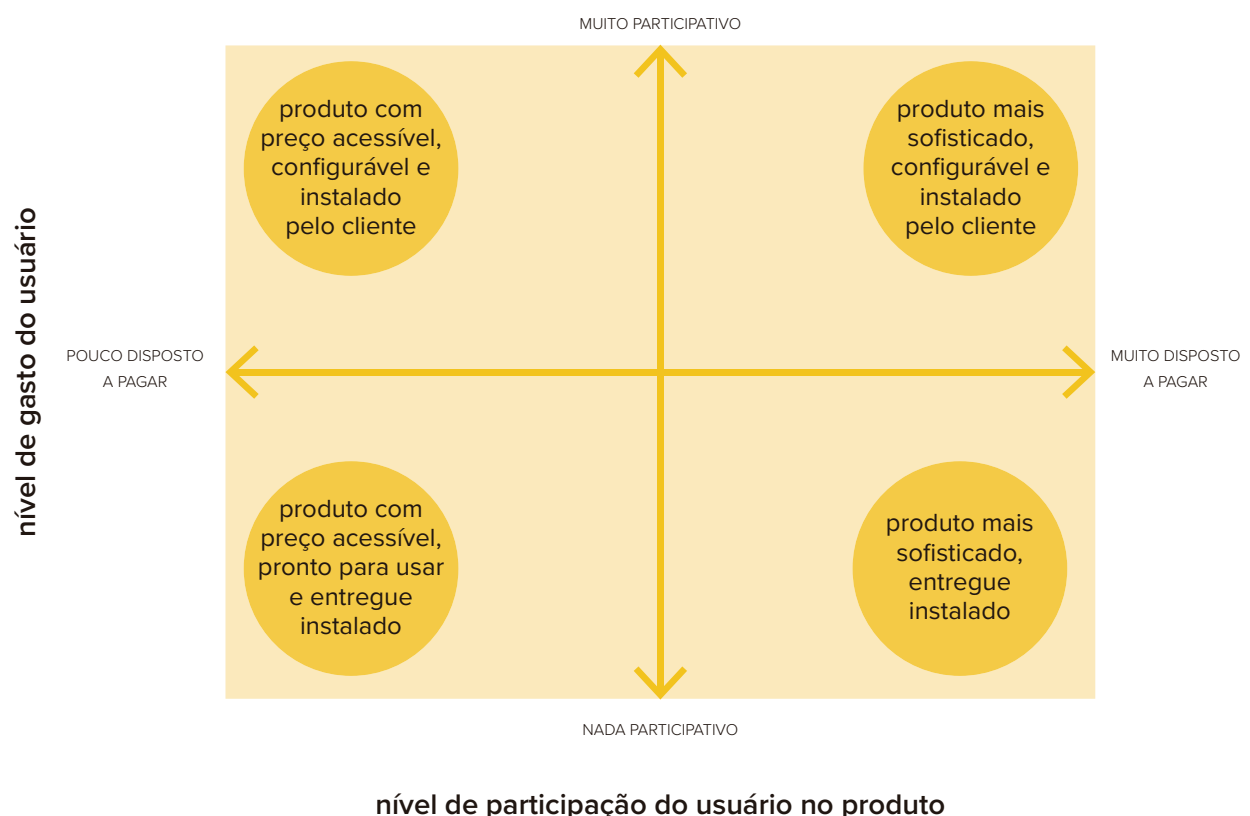 MUITO PARTICIPATIVO
produto com
preço acessível,
configurável e
instalado
pelo cliente
produto mais
sofisticado,
configurável e
instalado
pelo cliente
nível de gasto do usuário
POUCO DISPOSTO
A PAGAR
MUITO DISPOSTO
A PAGAR
produto com
preço acessível,
pronto para usar
e entregue
instalado
produto mais
sofisticado,
entregue
instalado
NADA PARTICIPATIVO
nível de participação do usuário no produto